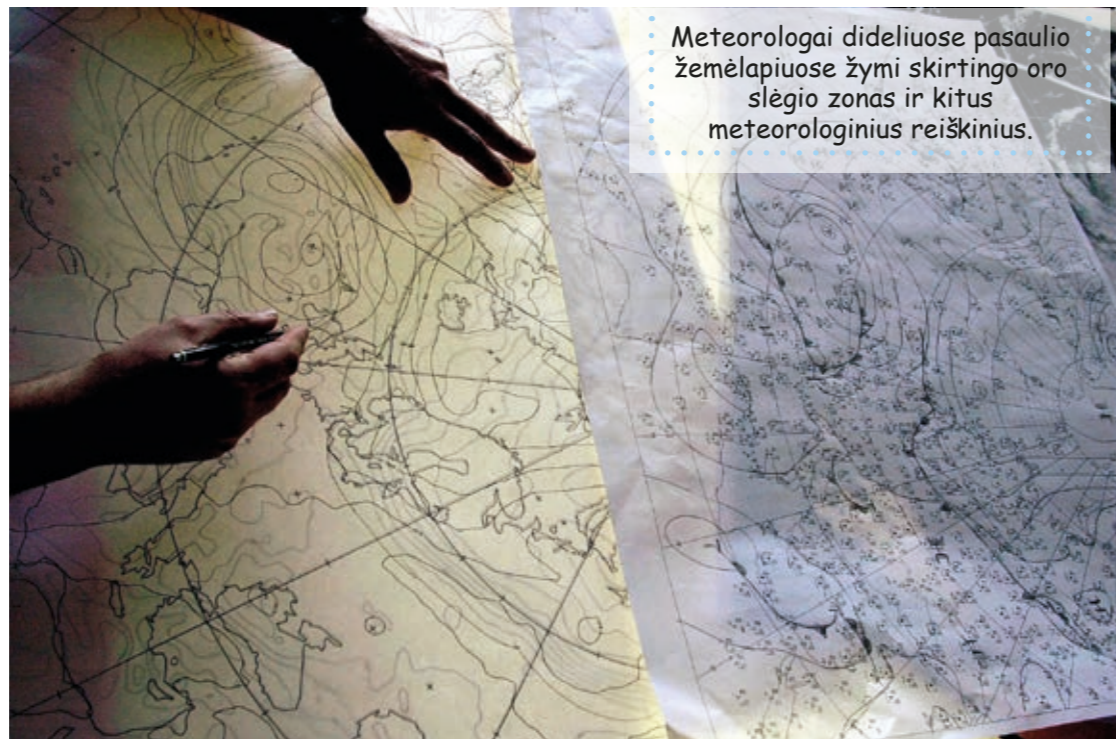 Meteorologai dideliuose pasaulio
žemėlapiuose žymi skirtingo oro
slėgio zonas ir kitus
meteorologinius reiškinius.